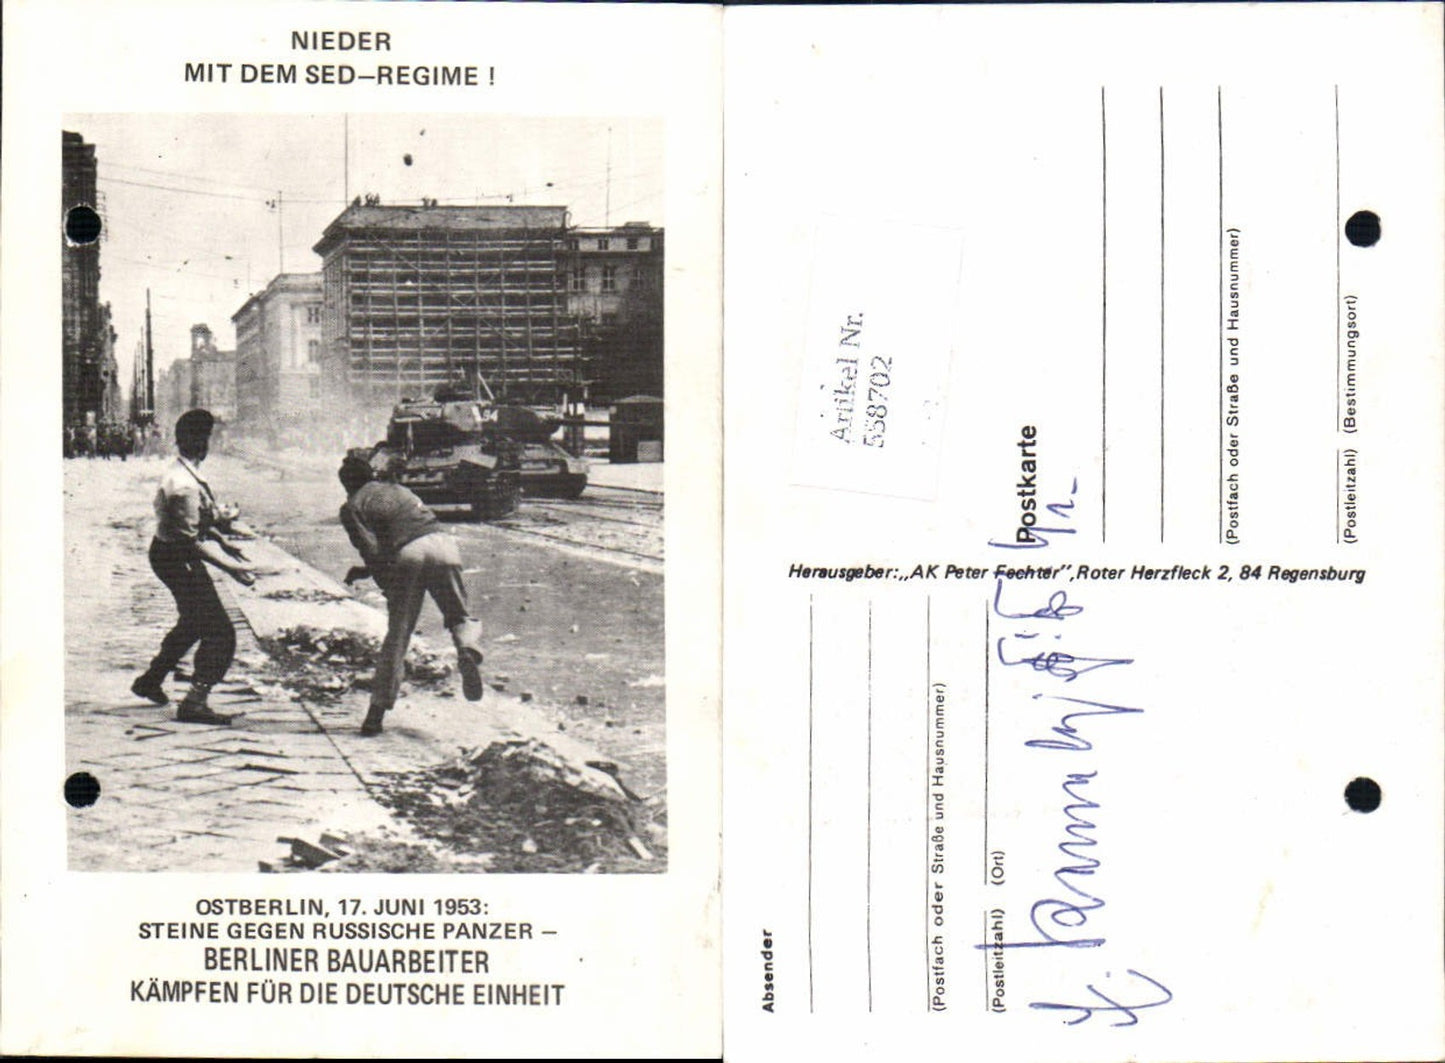 NIEDER
MIT DEM SED—REGIME !
94
OSTBERLIN, 17. JUNI 1953:
STEINE GEGEN RUSSISCHE PANZER —
BERLINER BAUARBEITER
KÄMPFEN FÜR DIE DEUTSCHE EINHEIT
Artikel Nr.
558702
Postkarte
(Postfach oder Straße und Hausnummer)
(Postleitzahl) (Bestimmungsort)
Herausgeber:„AK Peter Fechter”,Roter Herzfleck 2, 84 Regensburg
Absender
(Postfach oder Straße und Hausnummer)
(Postleitzahl) (Ort)